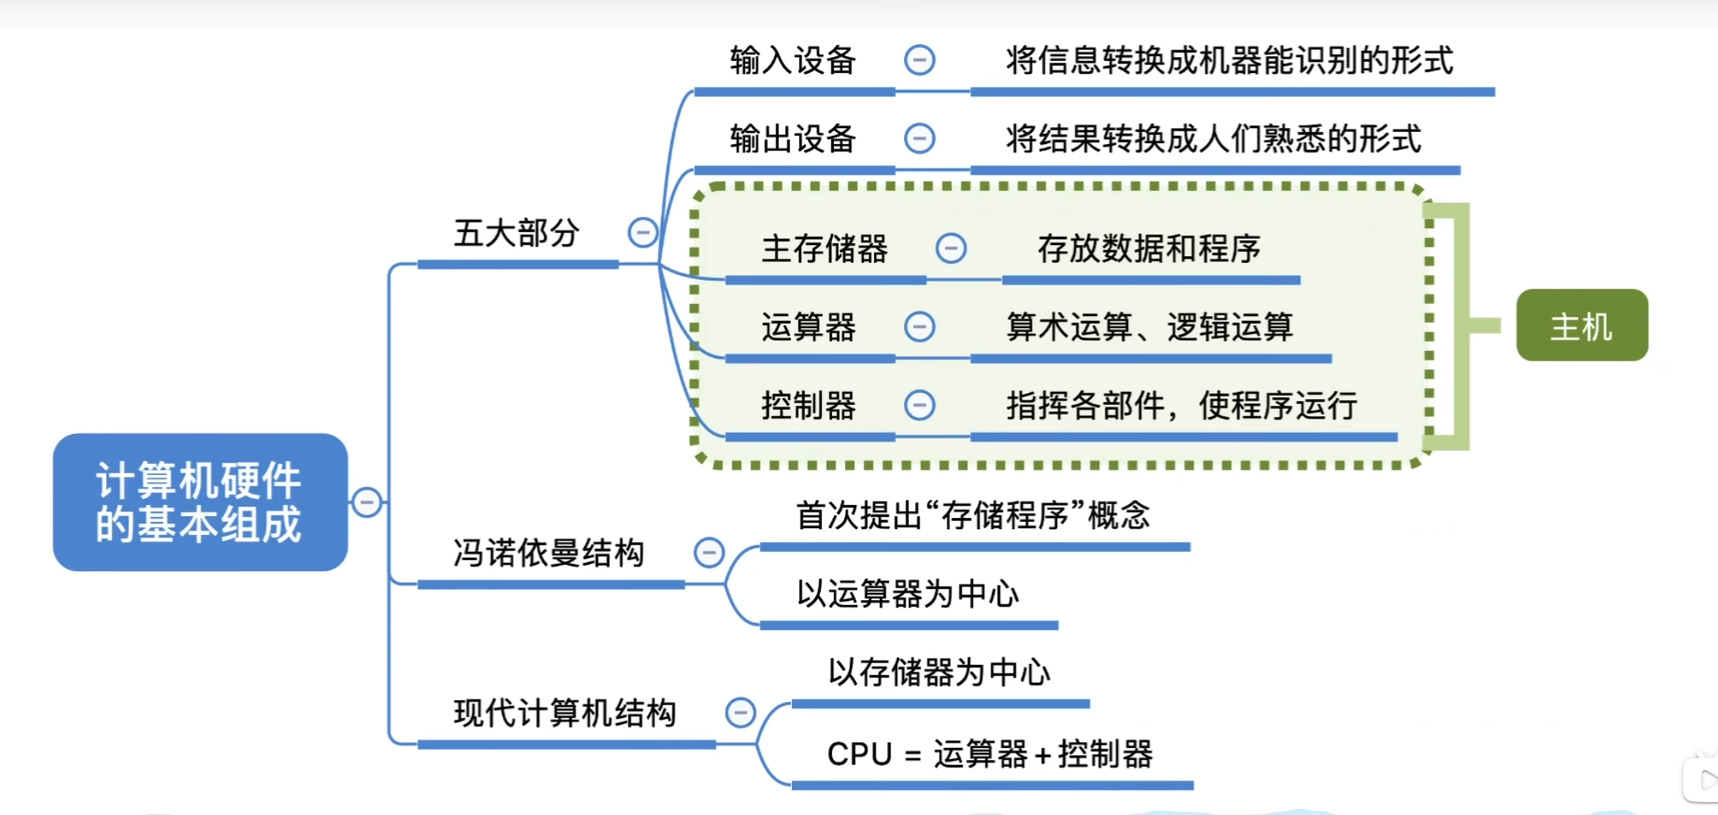 输入设备
将信息转换成机器能识别的形式
输出设备
将结果转换成人们熟悉的形式
五大部分
主存储器
存放数据和程序
运算器
算术运算、逻辑运算
主机
控制器
指挥各部件，使程序运行
计算机硬件
的基本组成
首次提出“存储程序”概念
冯诺依曼结构
以运算器为中心
以存储器为中心
现代计算机结构
CPU = 运算器+控制器